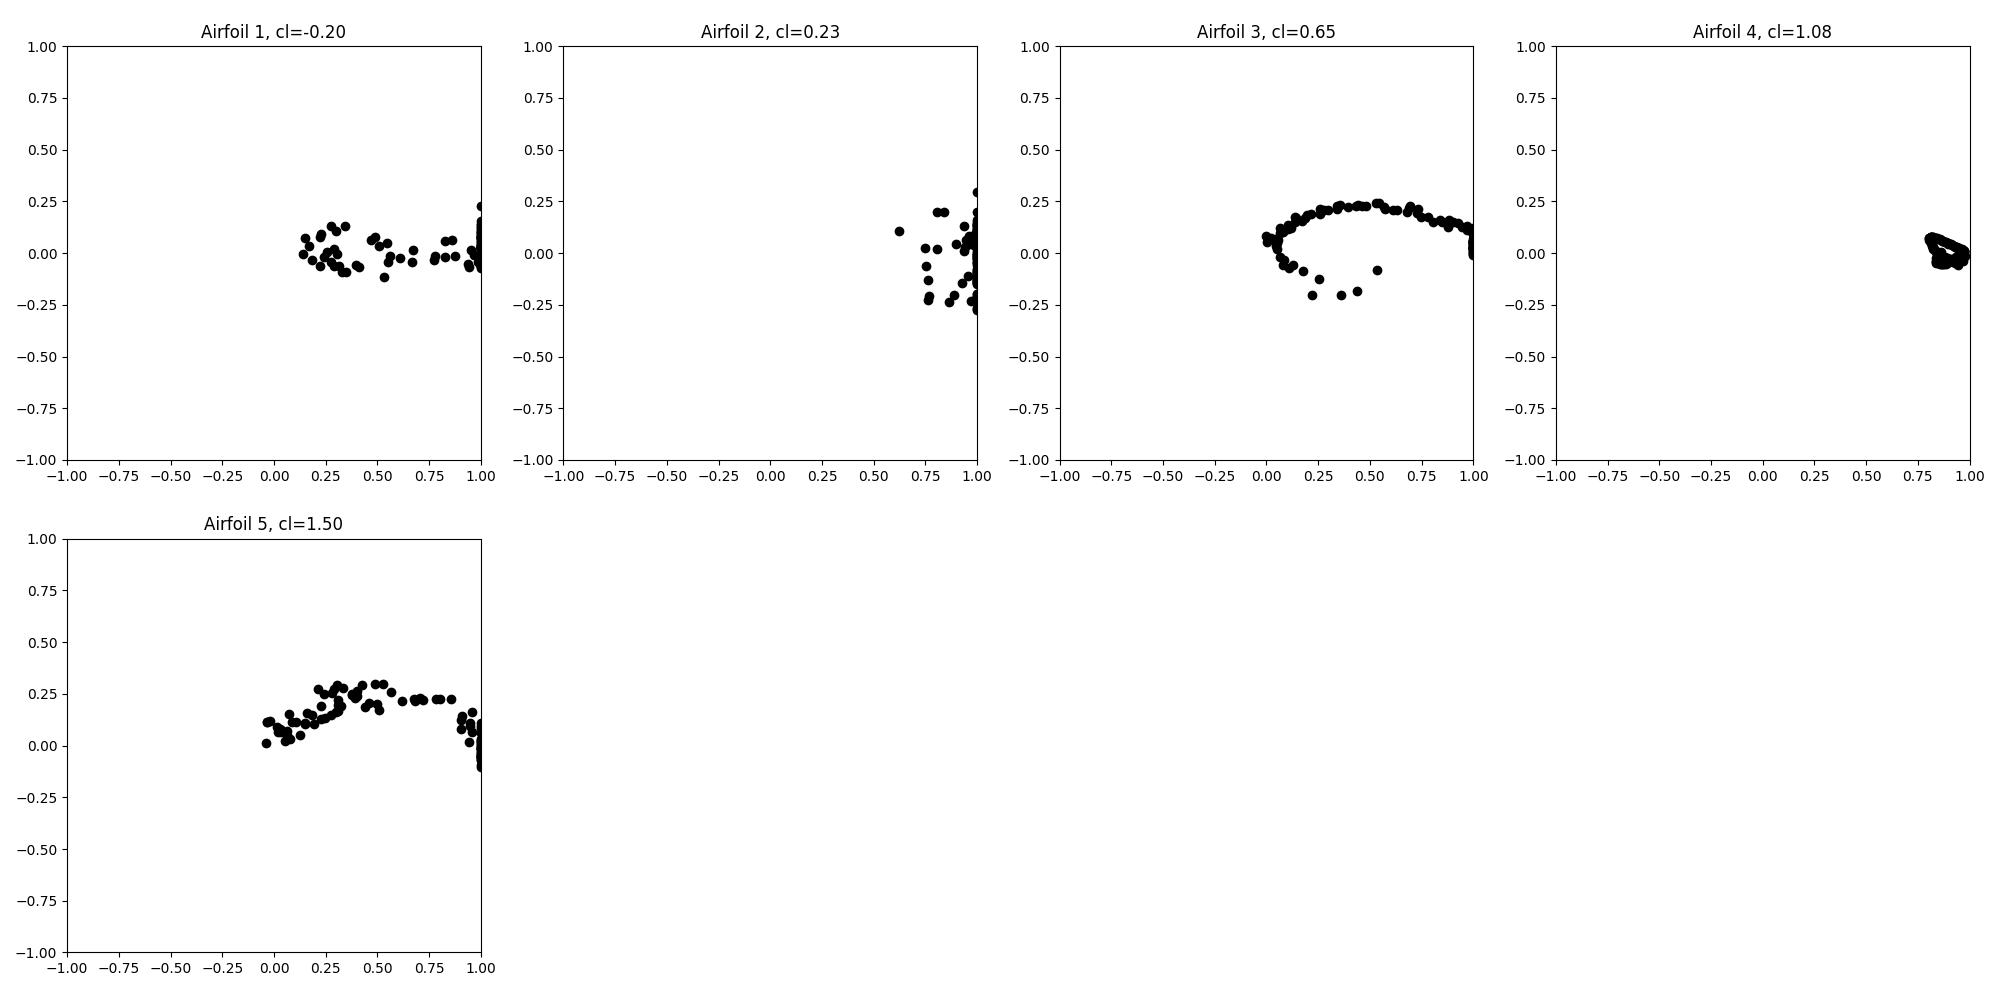 Airfoil 1, cl=-0.20
Airfoil 2, cl=0.23
Airfoil 3, cl=0.65
Airfoil 4, cl=1.08
1.00 1.00 1.00 1.00
0.75 0.75 0.75 0.75
0.50 0.50 0.50 0.50
0.25 0.25 0.25 0.25
0.00 0.00 0.00 0.00
−0.25 −0.25 −0.25 −0.25
−0.50 −0.50 −0.50 −0.50
−0.75 −0.75 −0.75 −0.75
−1.00 −1.00 −1.00 −1.00
−1.00 −0.75 −0.50 −0.25 0.00 0.25 0.50 0.75 1.00
−1.00 −0.75 −0.50 −0.25 0.00 0.25 0.50 0.75 1.00
−1.00 −0.75 −0.50 −0.25 0.00 0.25 0.50 0.75 1.00
−1.00 −0.75 −0.50 −0.25 0.00 0.25 0.50 0.75 1.00
Airfoil 5, cl=1.50
1.00
0.75
0.50
0.25
0.00
−0.25
−0.50
−0.75
−1.00
−1.00 −0.75 −0.50 −0.25 0.00 0.25 0.50 0.75 1.00